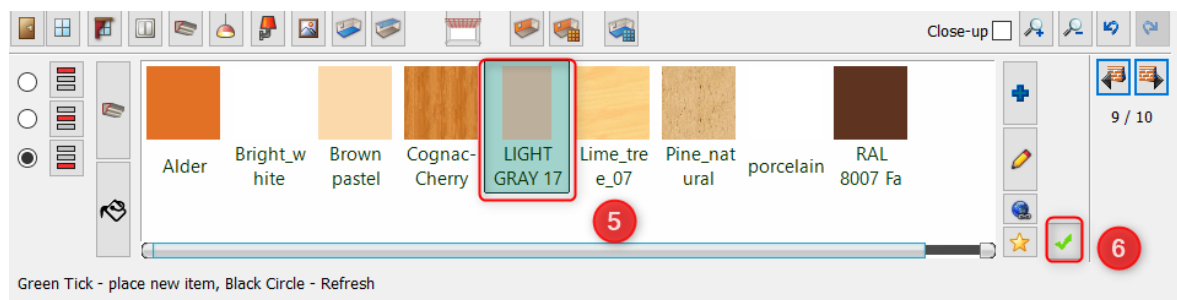 Close-up
9 / 10
Alder
Bright_w
hite
Brown
pastel
Cognac-
Cherry
LIGHT
GRAY 17
Lime_tre
e_07
Pine_nat
ural
porcelain
RAL
8007 Fa
5
6
Green Tick - place new item, Black Circle - Refresh